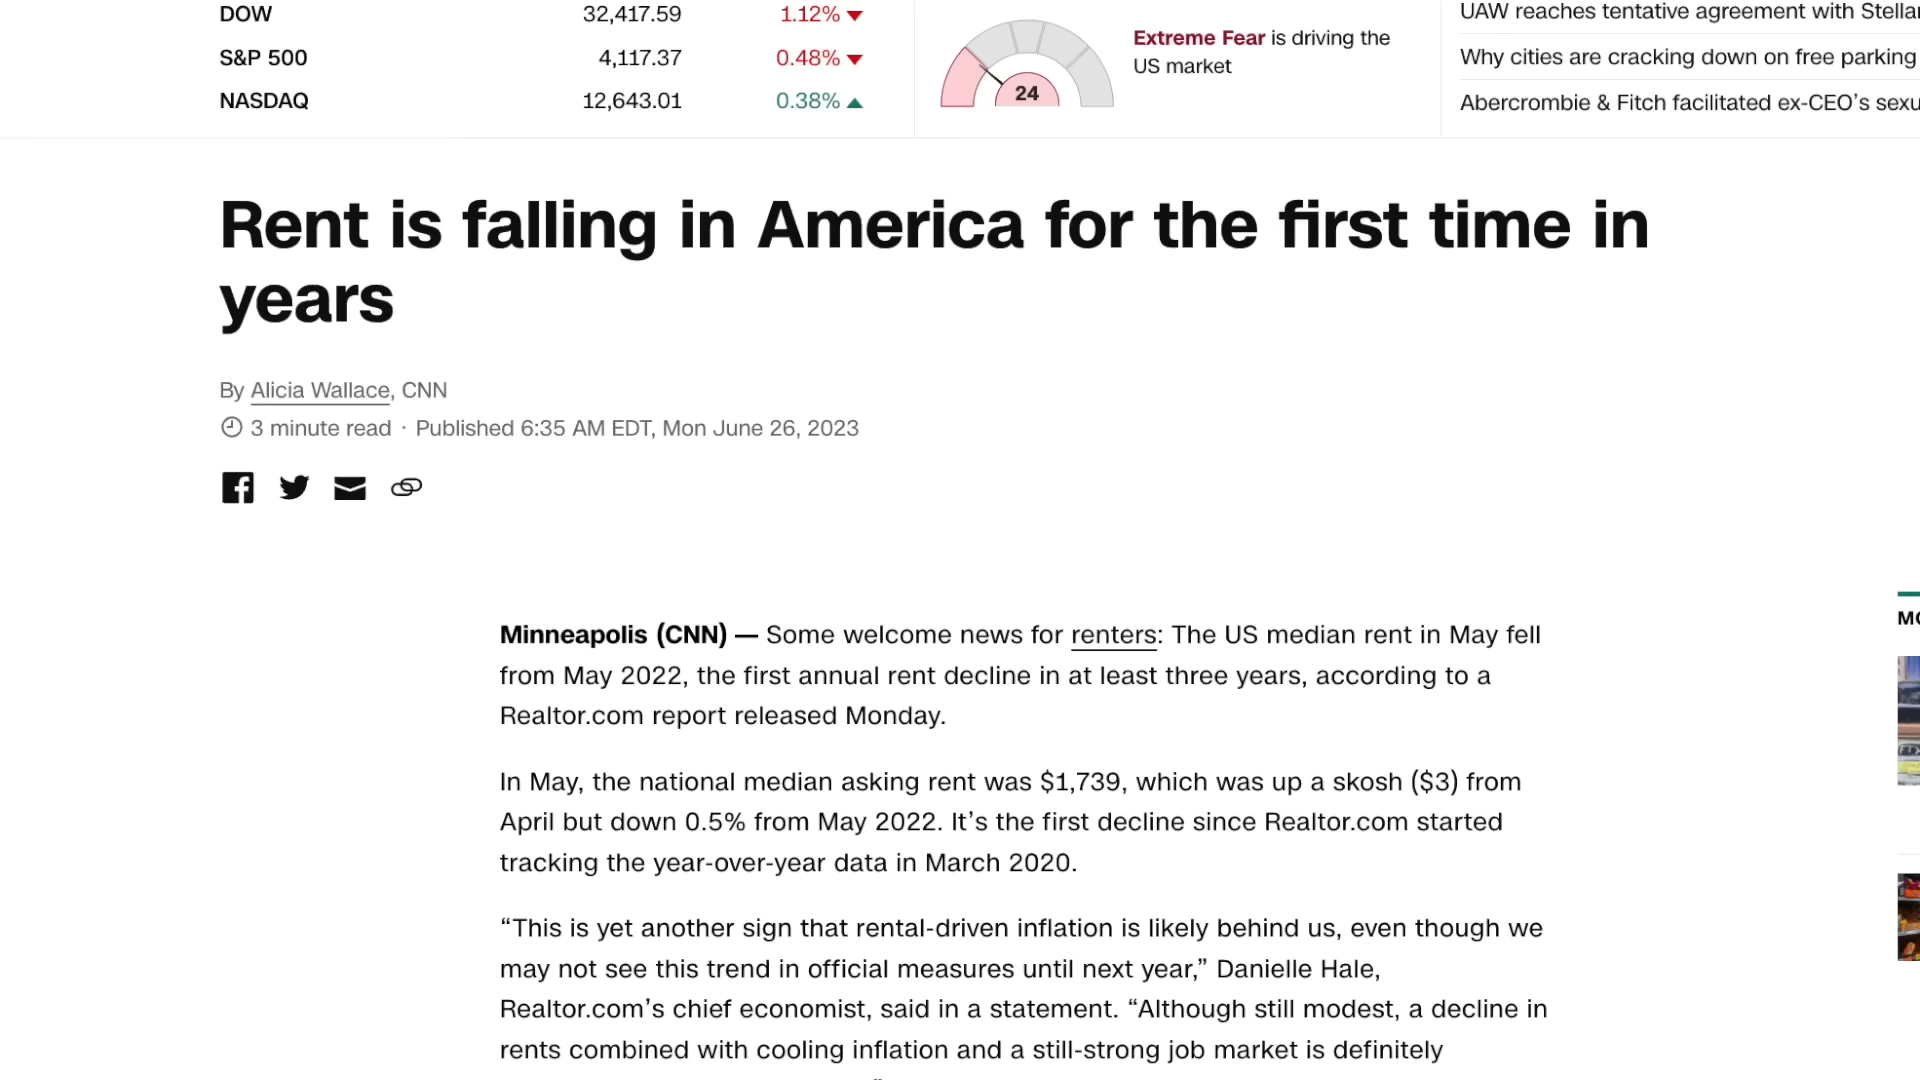 DOW 32,417.59 1.12%
S&P 500 4,117.37 0.48%
NASDAQ 12,643.01 0.38%
24
Extreme Fear is driving the
US market
UAW reaches tentative agreement with
Why cities are cracking down on free parking
Abercrombie & Fitch facilitated ex-CEO’s
Rent is falling in America for the first time in
years
By Alicia Wallace, CNN
3 minute read · Published 6:35 AM EDT, Mon June 26, 2023
Minneapolis (CNN) — Some welcome news for renters: The US median rent in May fell
from May 2022, the first annual rent decline in at least three years, according to a
Realtor.com report released Monday.
In May, the national median asking rent was $1,739, which was up a skosh ($3) from
April but down 0.5% from May 2022. It’s the first decline since Realtor.com started
tracking the year-over-year data in March 2020.
“This is yet another sign that rental-driven inflation is likely behind us, even though we
may not see this trend in official measures until next year,” Danielle Hale,
Realtor.com’s chief economist, said in a statement. “Although still modest, a decline in
rents combined with cooling inflation and a still-strong job market is definitely